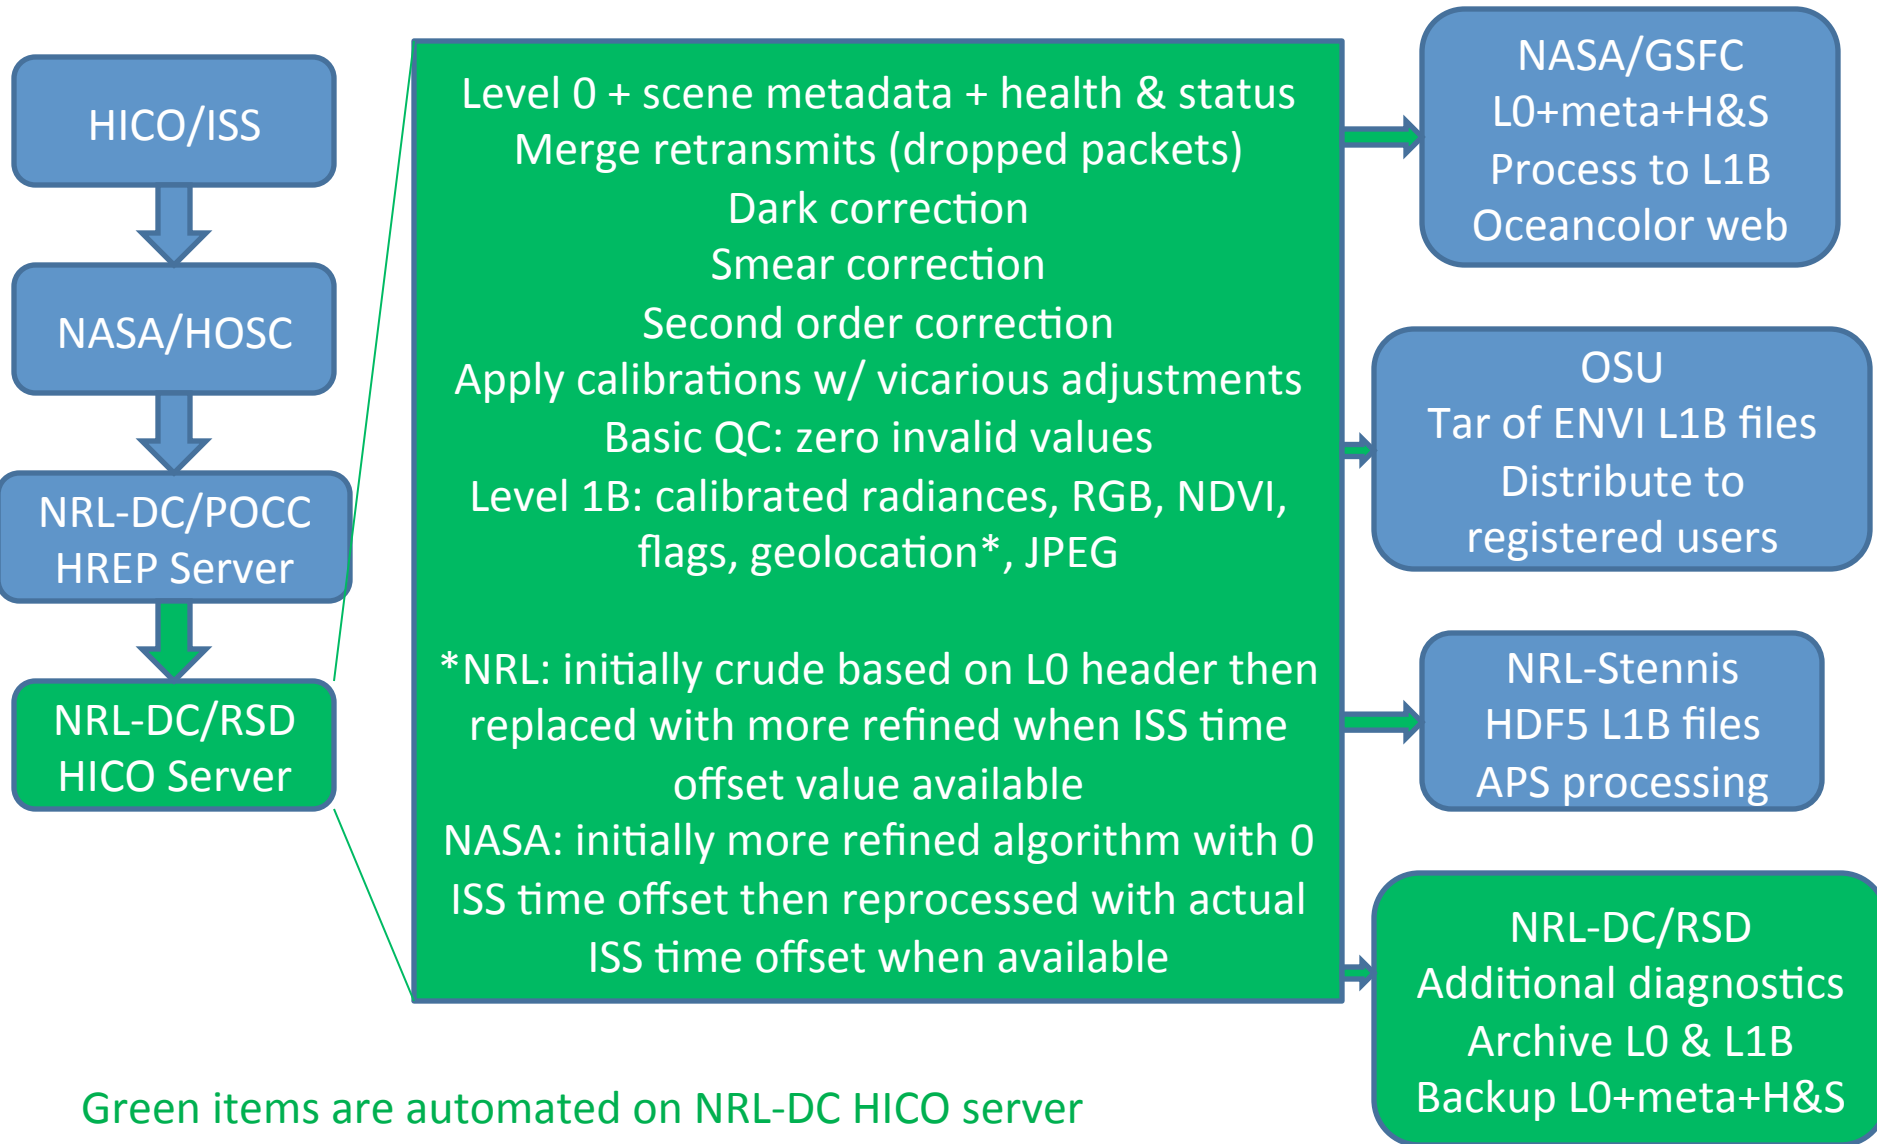 HICO/ISS
NASA/HOSC
NRL-DC/POCC
HREP Server
NRL-DC/RSD
HICO Server
Level 0 + scene metadata + health & status
Merge retransmits (dropped packets)
Dark correction
Smear correction
Second order correction
Apply calibrations w/ vicarious adjustments
Basic QC: zero invalid values
Level 1B: calibrated radiances, RGB, NDVI,
flags, geolocation*, JPEG
*NRL: initially crude based on L0 header then
replaced with more refined when ISS time
offset value available
NASA: initially more refined algorithm with 0
ISS time offset then reprocessed with actual
ISS time offset when available
NASA/GSFC
L0+meta+H&S
Process to L1B
Oceancolor web
OSU
Tar of ENVI L1B files
Distribute to
registered users
NRL-Stennis
HDF5 L1B files
APS processing
NRL-DC/RSD
Additional diagnostics
Archive L0 & L1B
Backup L0+meta+H&S
Green items are automated on NRL-DC HICO server